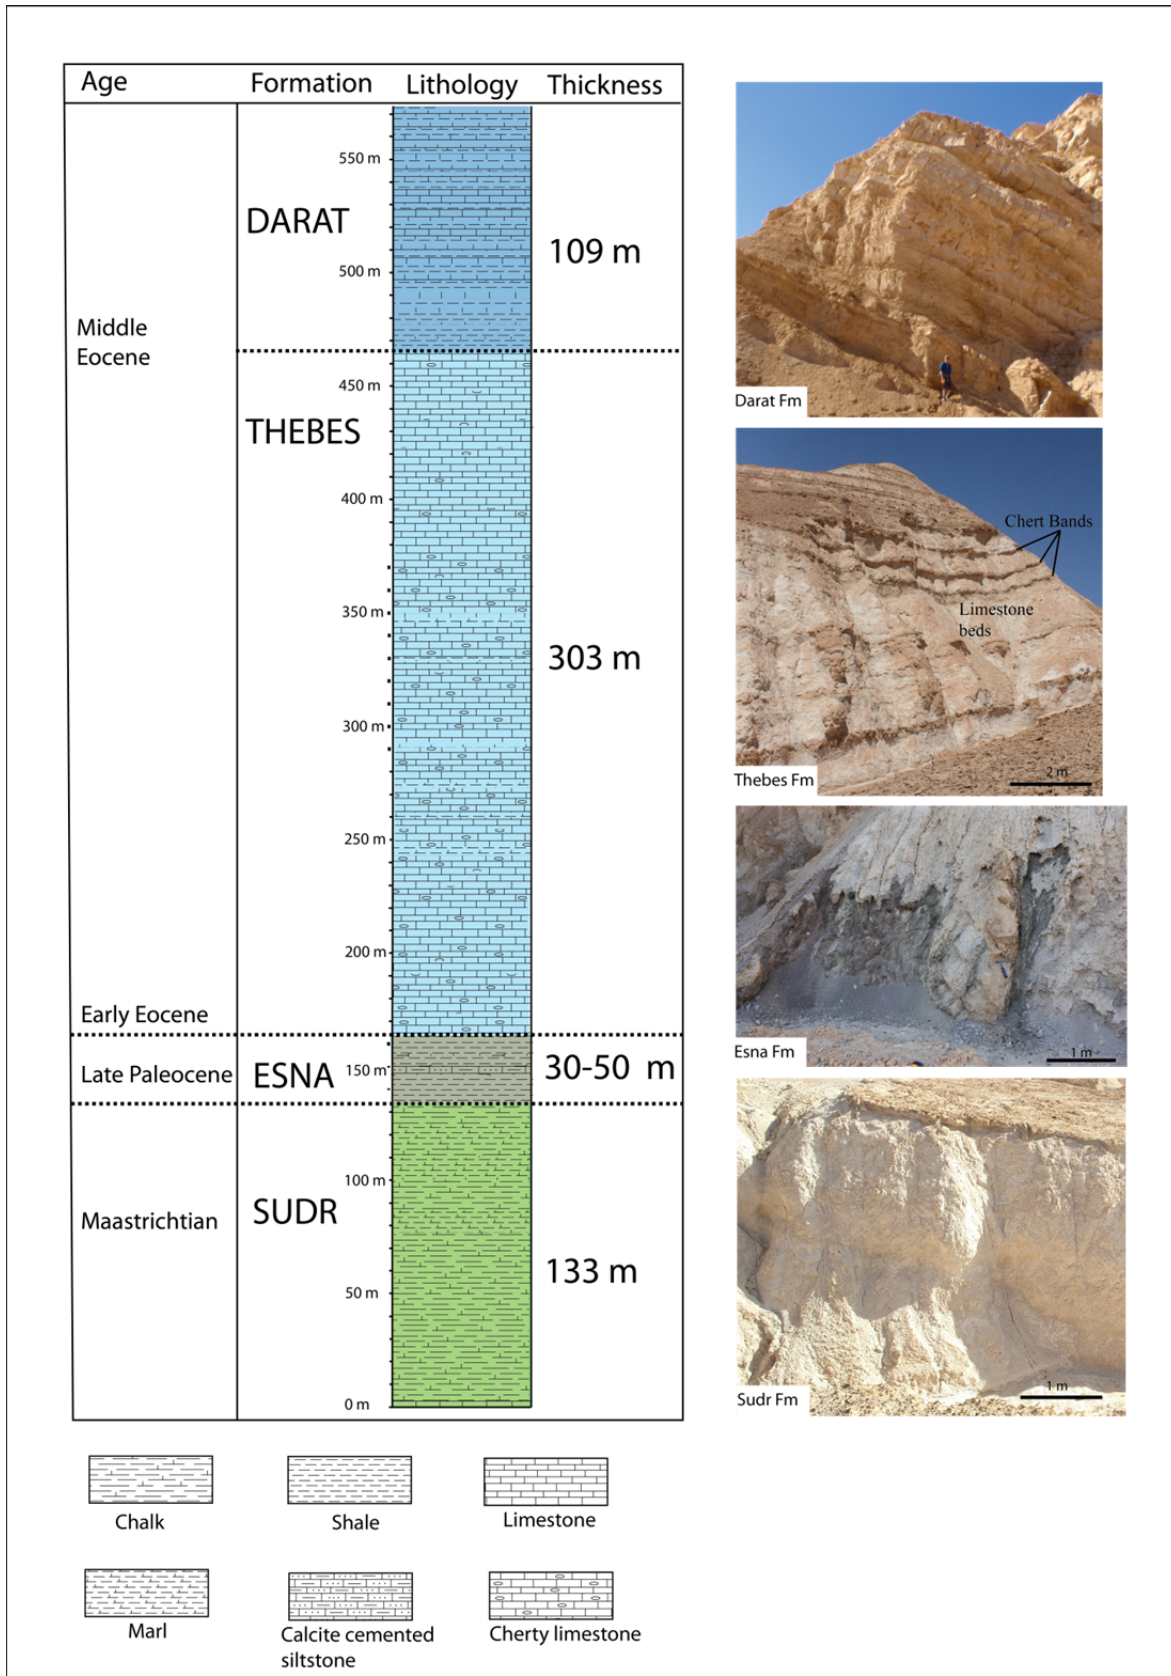 Age Formation Lithology Thickness
550 m
DARAT
109 m
500 m
Middle
Eocene
450 m
THEBES
400 m
350 m
303 m
300 m
250 m
200 m
Early Eocene
Late Paleocene ESNA 150 m 30-50 m
100 m
Maastrichtian SUDR
133 m
50 m
0 m
Darat Fm
Chert Bands
Limestone
beds
Thebes Fm
2 m
Esna Fm
1 m
Sudr Fm
1 m
Chalk Shale Limestone
Marl Calcite cemented
siltstone
Cherty limestone